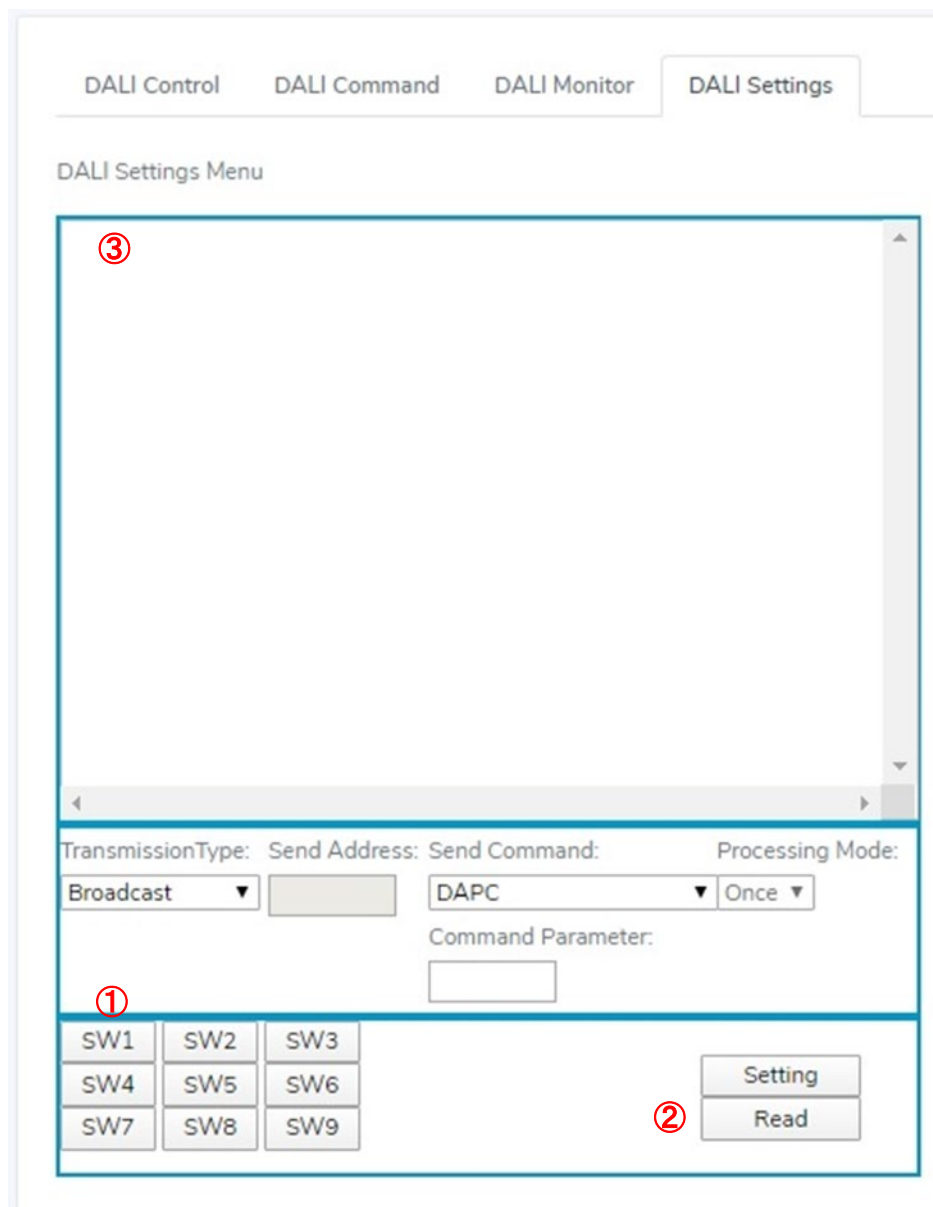 DALI Control DALI Command DALI Monitor DALI Settings
DALI Settings Menu
③
TransmissionType: Send Address: Send Command: Processing Mode:
Broadcast ▼ DAPC ▼ Once ▼
Command Parameter:
①
SW1 SW2 SW3
Setting
SW4 SW5 SW6
② Read
SW7 SW8 SW9